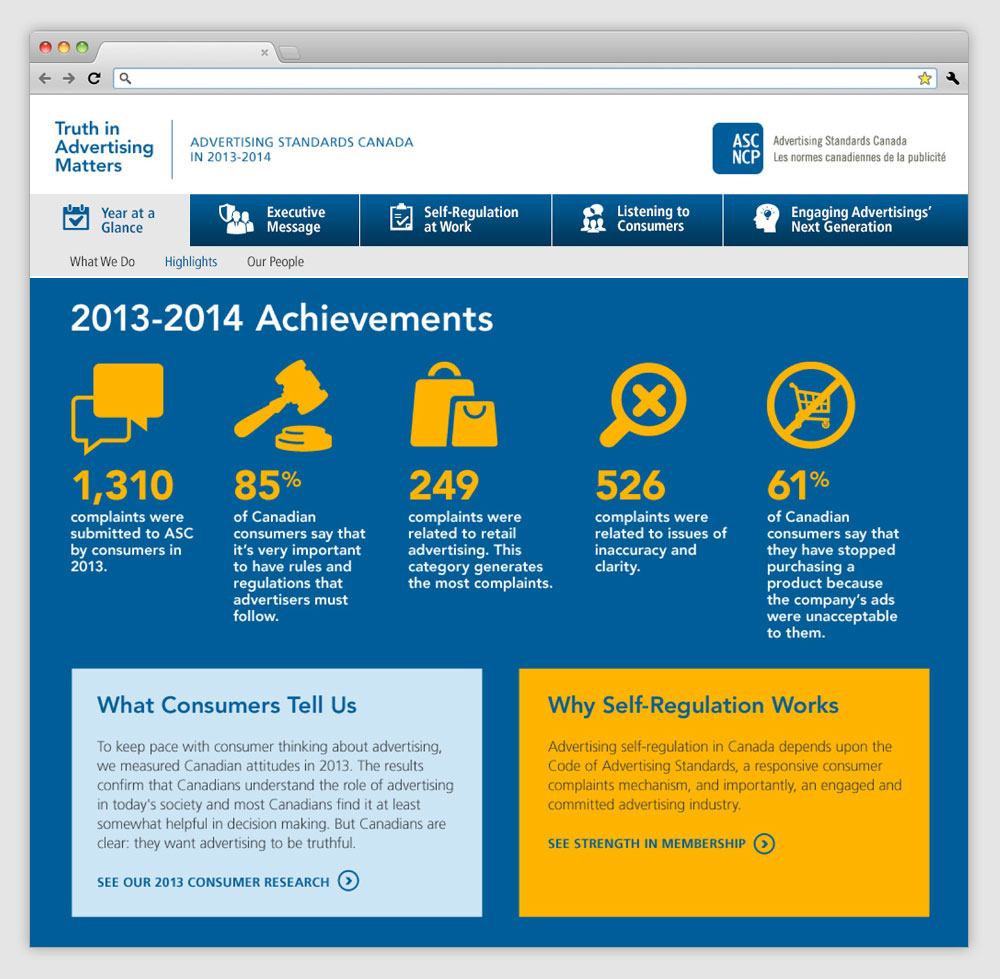 Truth in
Advertising
Matters
ADVERTISING STANDARDS CANADA
IN 2013-2014
ASC
NCP
Advertising Standards Canada
Les normes canadiennes de la publicité
Year at a
Glance
Executive
Message
Self-Regulation
at Work
Listening to
Consumers
Engaging Advertisings’
Next Generation
What We Do
Highlights
Our People
2013-2014 Achievements
1,310
complaints were
submitted to ASC
by consumers in
2013.
85%
of Canadian
consumers say that
it’s very important
to have rules and
regulations that
advertisers must
follow.
249
complaints were
related to retail
advertising. This
category generates
the most complaints.
526
complaints were
related to issues of
inaccuracy and
clarity.
61%
of Canadian
consumers say that
they have stopped
purchasing a
product because
the company’s ads
were unacceptable
to them.
What Consumers Tell Us
To keep pace with consumer thinking about advertising,
we measured Canadian attitudes in 2013. The results
confirm that Canadians understand the role of advertising
in today's society and most Canadians find it at least
somewhat helpful in decision making. But Canadians are
clear: they want advertising to be truthful.
SEE OUR 2013 CONSUMER RESEARCH
Why Self-Regulation Works
Advertising self-regulation in Canada depends upon the
Code of Advertising Standards, a responsive consumer
complaints mechanism, and importantly, an engaged and
committed advertising industry.
SEE STRENGTH IN MEMBERSHIP